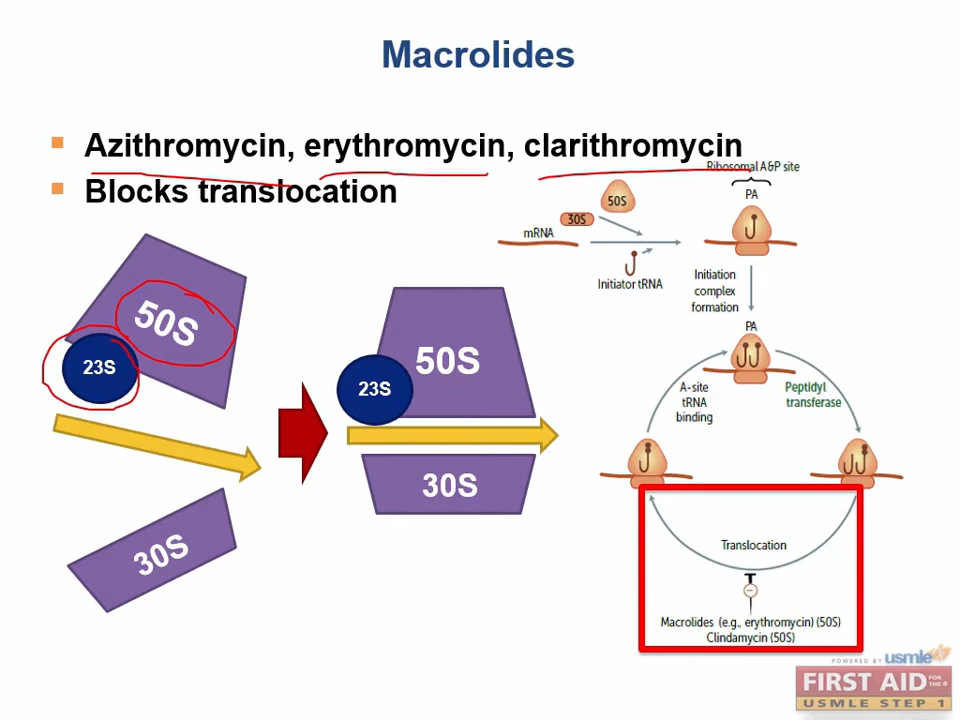 Macrolides
Azithromycin, erythromycin, clarithromycin
Blocks translocation
Ribosomal A&P site
PA
50S
30S
mRNA
Initiator tRNA
Initiation
complex
formation
PA
A-site
tRNA
binding
Peptidyl
transferase
Translocation
Macrolides (e.g., erythromycin) (50S)
Clindamycin (50S)
50S
23S
30S
50S
23S
30S
POWERED BY usmle
FIRST AID FOR THE ®
USMLE STEP 1